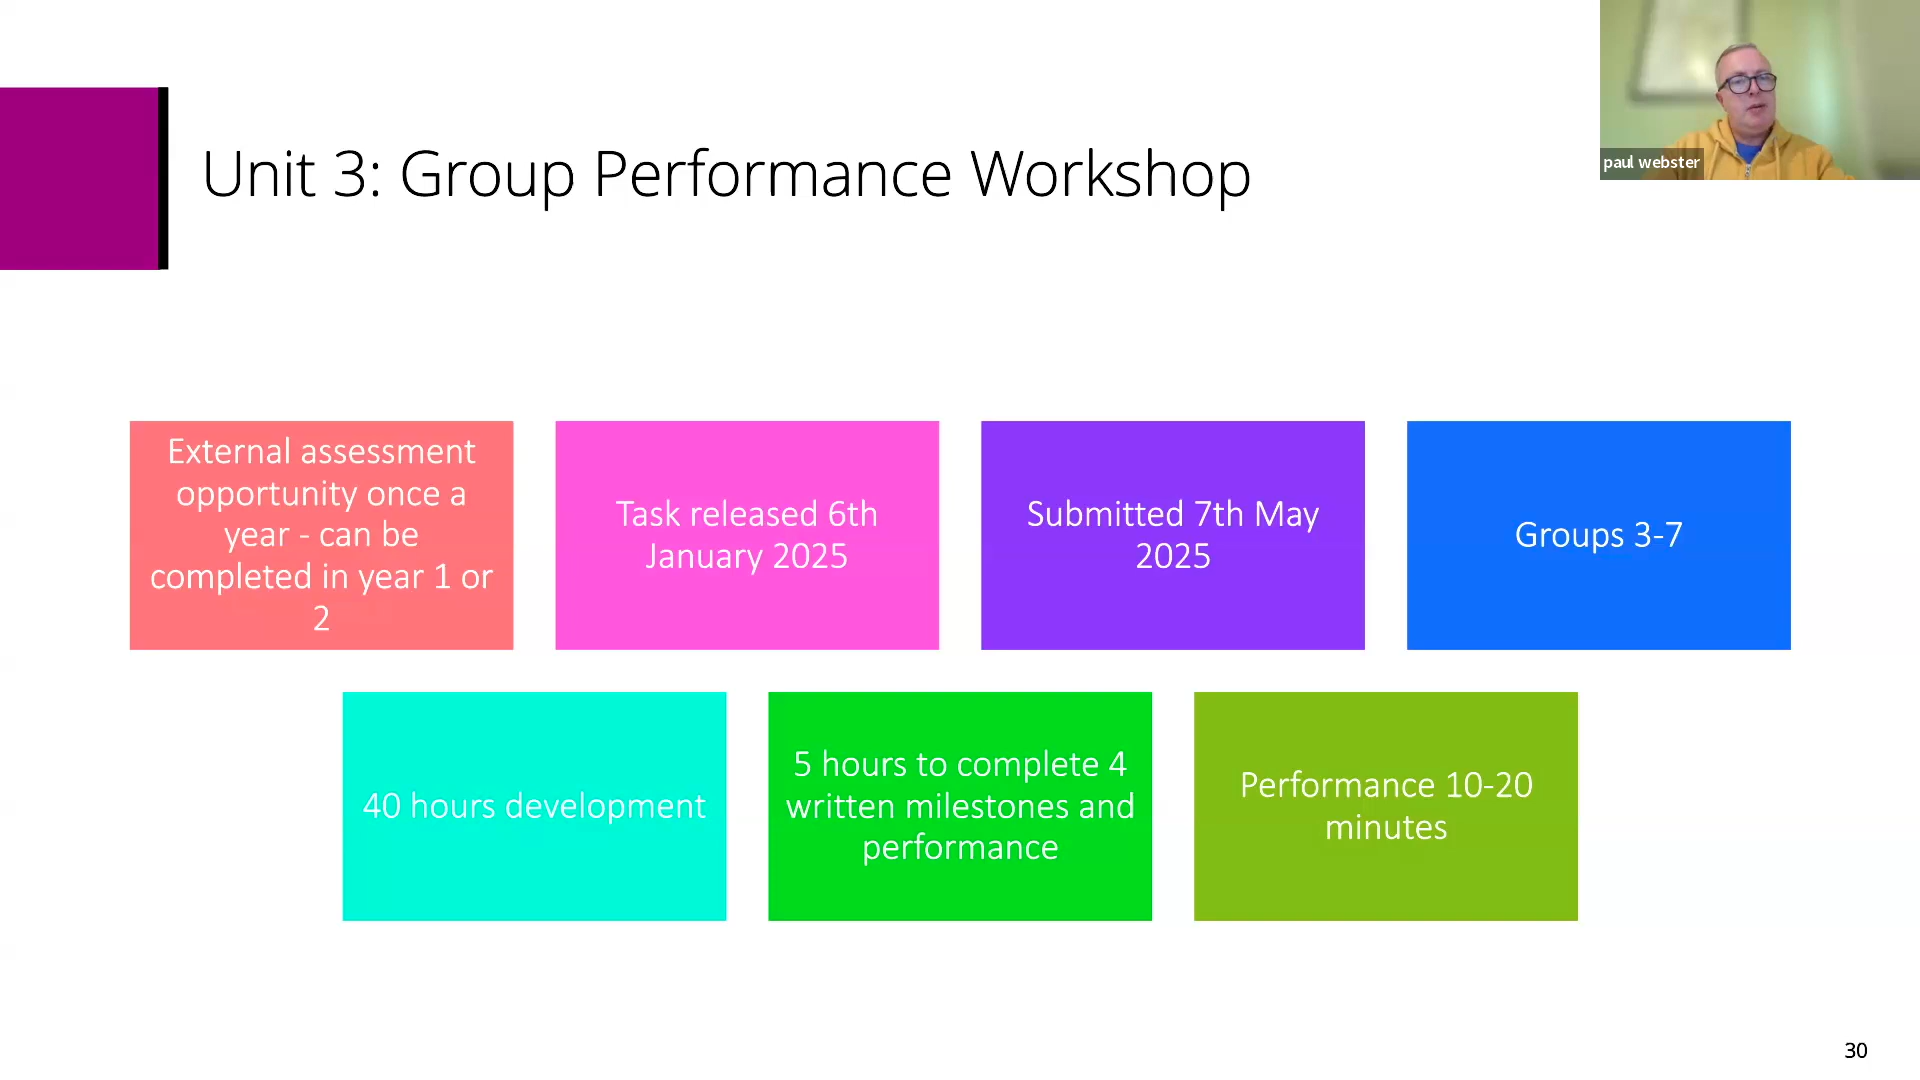 Unit 3: Group Performance Workshop
paul webster
External assessment
opportunity once a
year - can be
completed in year 1 or
2
Task released 6th
January 2025
Submitted 7th May
2025
Groups 3-7
40 hours development
5 hours to complete 4
written milestones and
performance
Performance 10-20
minutes
30